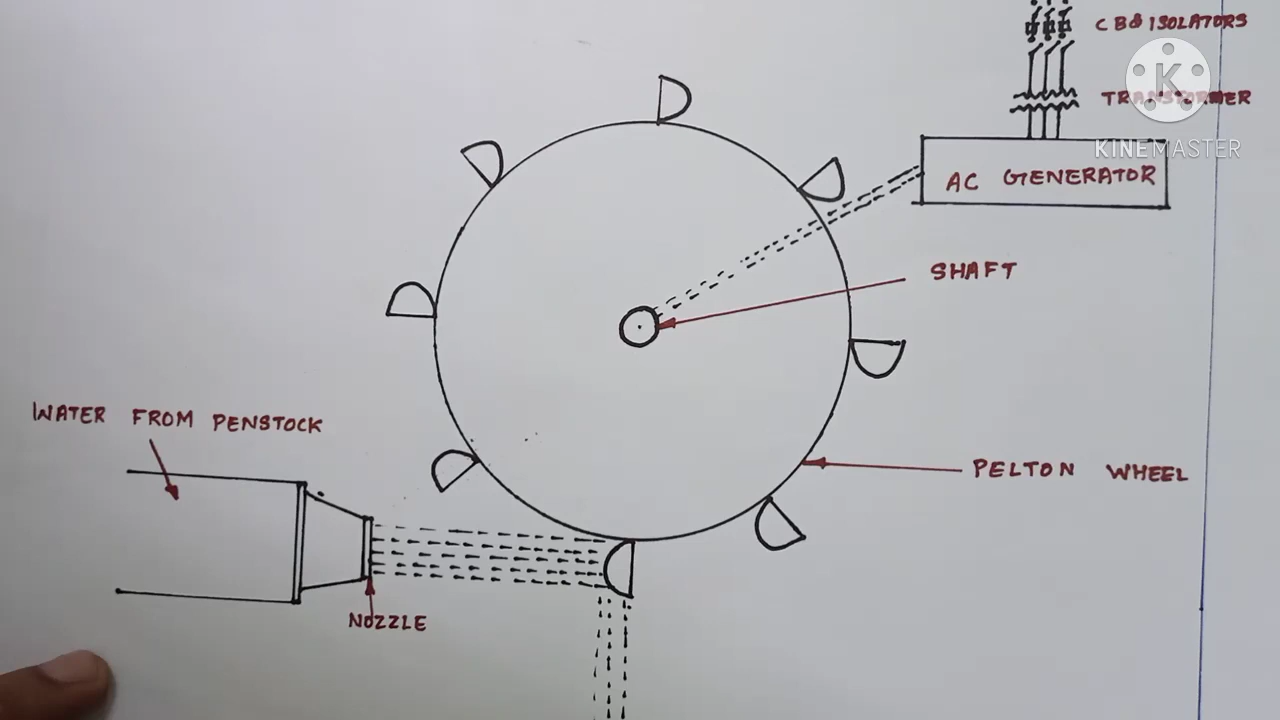 CB & ISOLATORS
TRANSFORMER
K
KINEMASTER
AC GENERATOR
SHAFT
WATER FROM PENSTOCK
PELTON WHEEL
NOZZLE